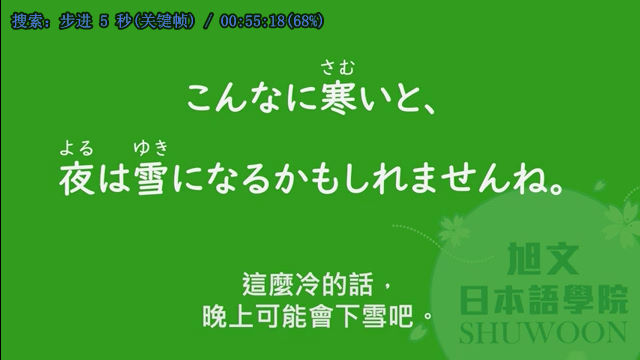 搜索: 步进 5 秒(关键帧) / 00:55:18(68%)
さむ
こんなに寒いと、
よる ゆき
夜は雪になるかもしれませんね。
這麼冷的話，
晚上可能會下雪吧。
旭文
日本語學院
SHUWOON